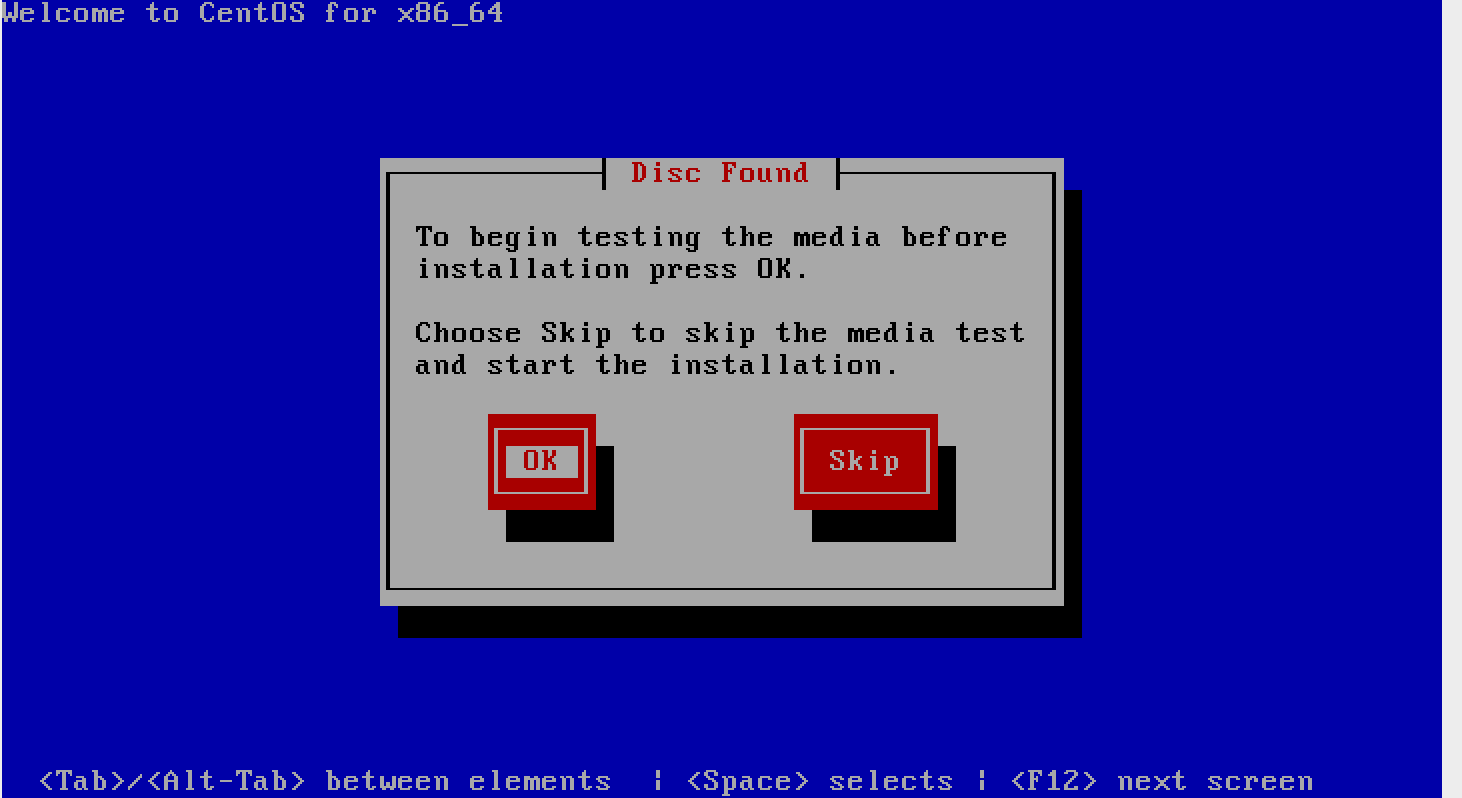 Welcome to CentOS for x86_64
Disc Found
To begin testing the media before
installation press OK.
Choose Skip to skip the media test
and start the installation.
OK
Skip
<Tab>/<Alt-Tab> between elements  | <Space> selects | <F12> next screen